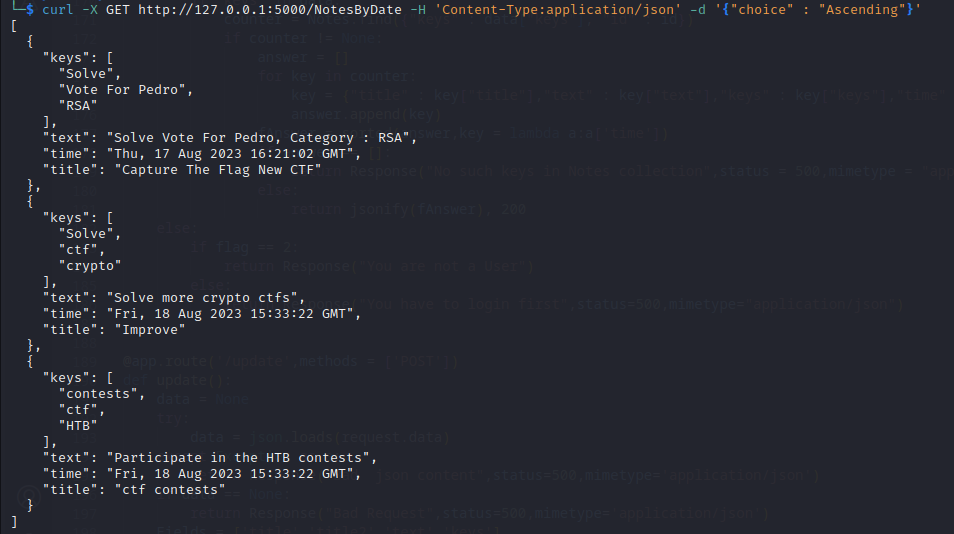 └─$ curl -X GET http://127.0.0.1:5000/NotesByDate -H 'Content-Type:application/json' -d '{"choice" : "Ascending"}'
[
  {
    "keys": [
      "Solve",
      "Vote For Pedro",
      "RSA"
    ],
    "text": "Solve Vote For Pedro, Category : RSA",
    "time": "Thu, 17 Aug 2023 16:21:02 GMT",
    "title": "Capture The Flag New CTF"
  },
  {
    "keys": [
      "Solve",
      "ctf",
      "crypto"
    ],
    "text": "Solve more crypto ctfs",
    "time": "Fri, 18 Aug 2023 15:33:22 GMT",
    "title": "Improve"
  },
  {
    "keys": [
      "contests",
      "ctf",
      "HTB"
    ],
    "text": "Participate in the HTB contests",
    "time": "Fri, 18 Aug 2023 15:33:22 GMT",
    "title": "ctf contests"
  }
]